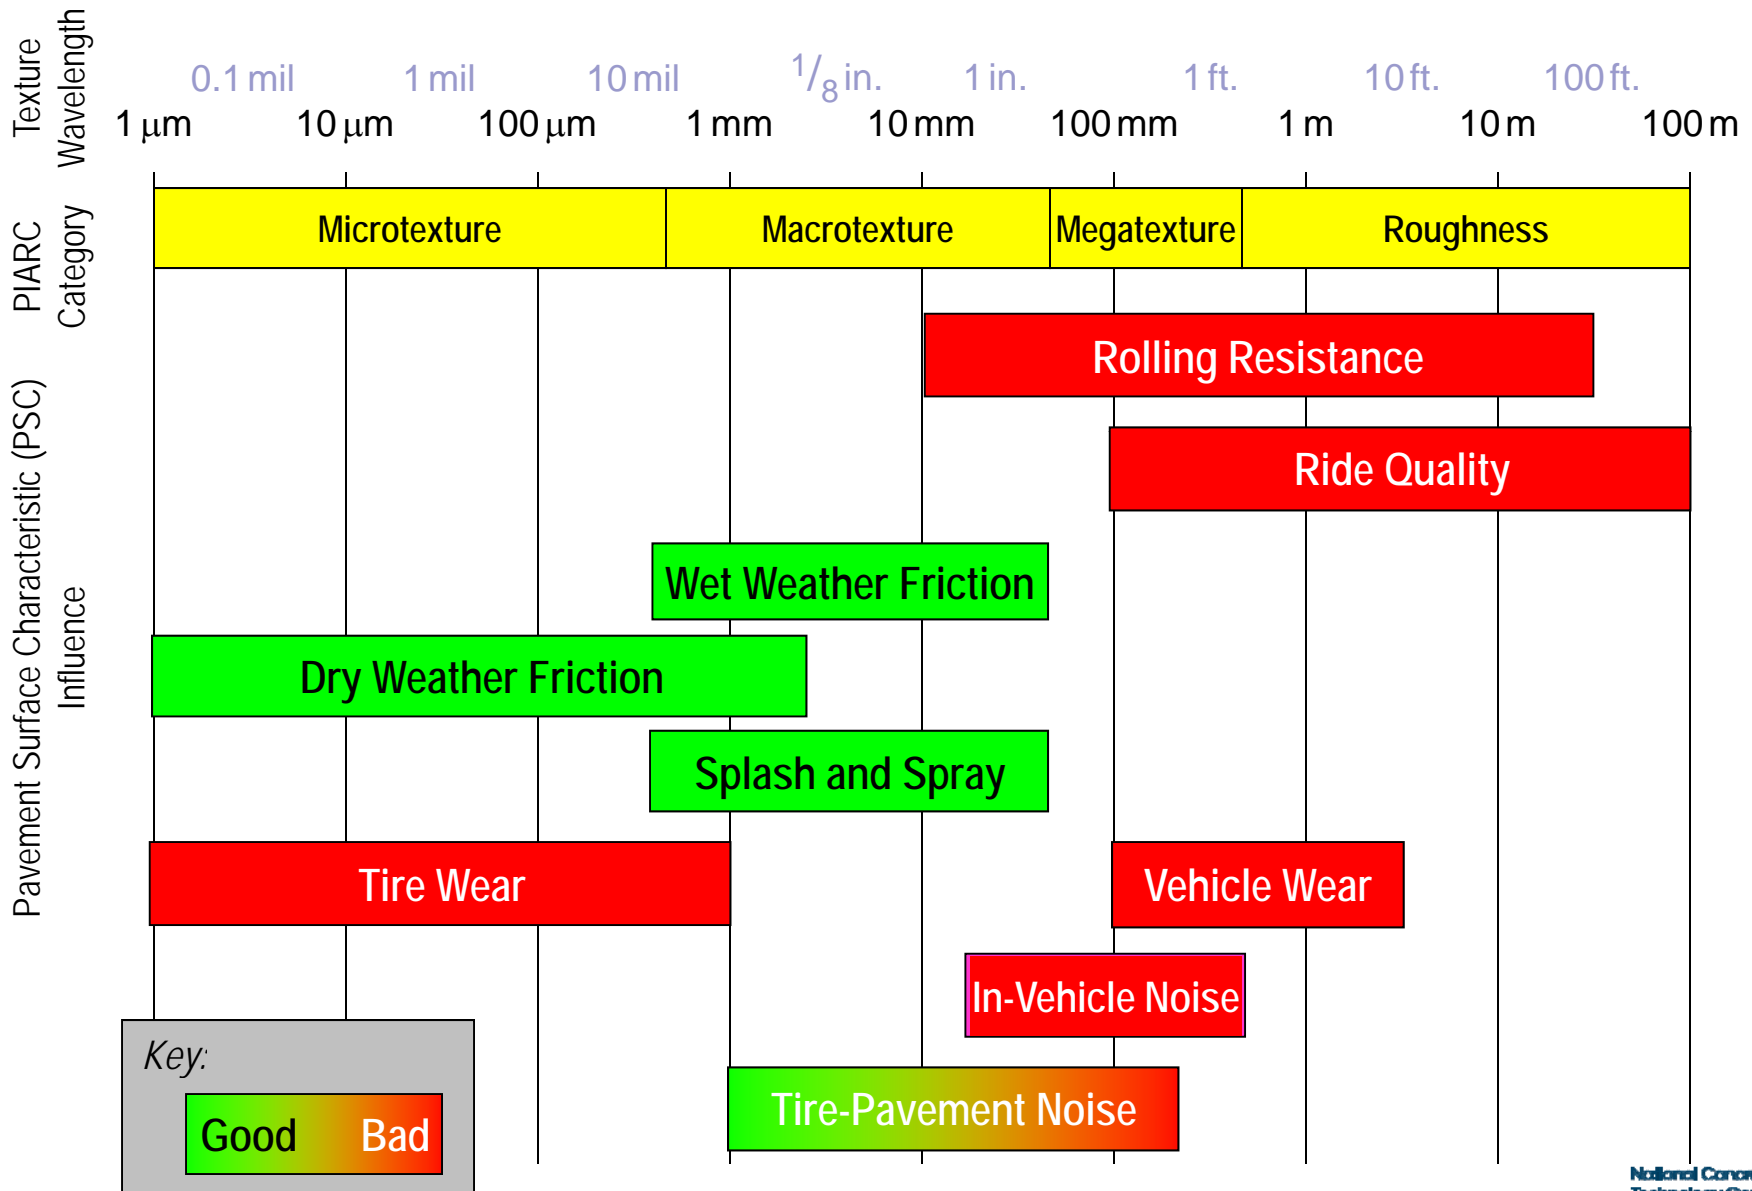 Texture
Wavelength
0.1 mil 1 mil 10 mil 1/8 in. 1 in. 1 ft. 10 ft. 100 ft.
1 µm 10 µm 100 µm 1 mm 10 mm 100 mm 1 m 10 m 100 m
PIARC
Category
Microtexture Macrotexture Megatexture Roughness
Pavement Surface Characteristic (PSC)
Influence
Rolling Resistance
Ride Quality
Wet Weather Friction
Dry Weather Friction
Splash and Spray
Tire Wear Vehicle Wear
In-Vehicle Noise
Tire-Pavement Noise
Key:
Good Bad
National